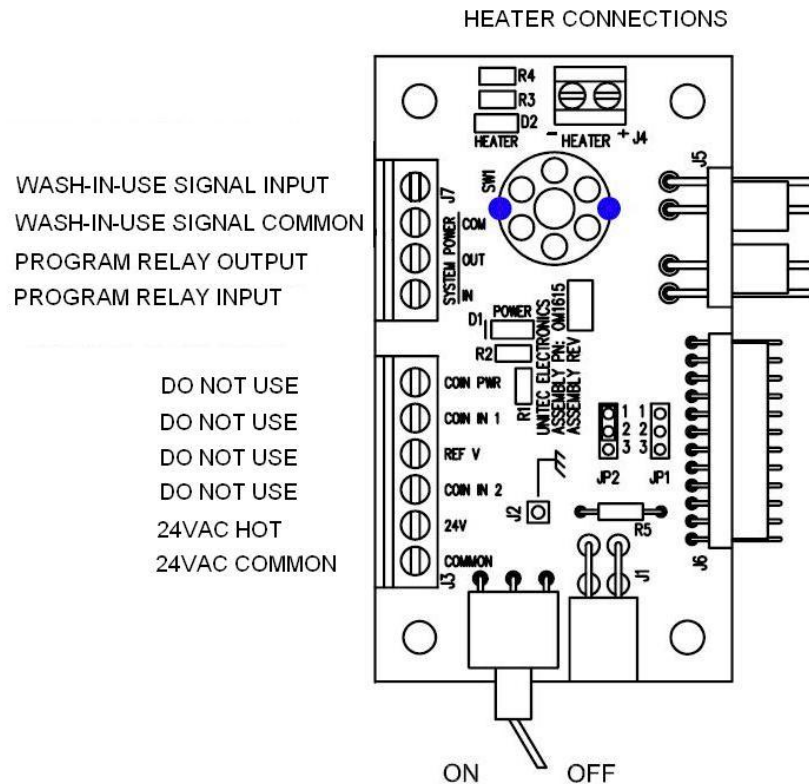 HEATER CONNECTIONS
R4
R3
D2
HEATER
- HEATER + J4
J5
SW1
WASH-IN-USE SIGNAL INPUT
WASH-IN-USE SIGNAL COMMON
PROGRAM RELAY OUTPUT
PROGRAM RELAY INPUT
J7
SYSTEM POWER
COM
OUT
IN
D1
POWER
R2
R1
UNITEC ELECTRONICS
ASSEMBLY PN: OM1615
ASSEMBLY REV
DO NOT USE
DO NOT USE
DO NOT USE
DO NOT USE
24VAC HOT
24VAC COMMON
COIN PWR
COIN IN 1
REF V
COIN IN 2
24V
COMMON
J3
1 1
2 2
3 3
JP2 JP1
J2
R5
J1
J6
ON OFF